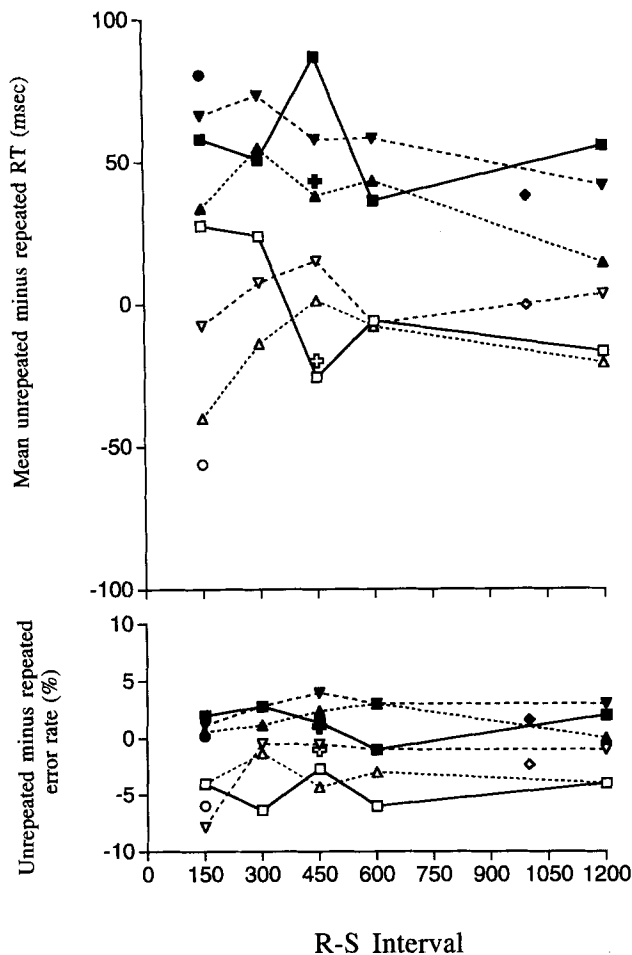 100
50
0
-50
-100
Mean unrepeated minus repeated RT (msec)
10
5
0
-5
-10
Unrepeated minus repeated
error rate (%)
0 150 300 450 600 750 900 1050 1200
R-S Interval